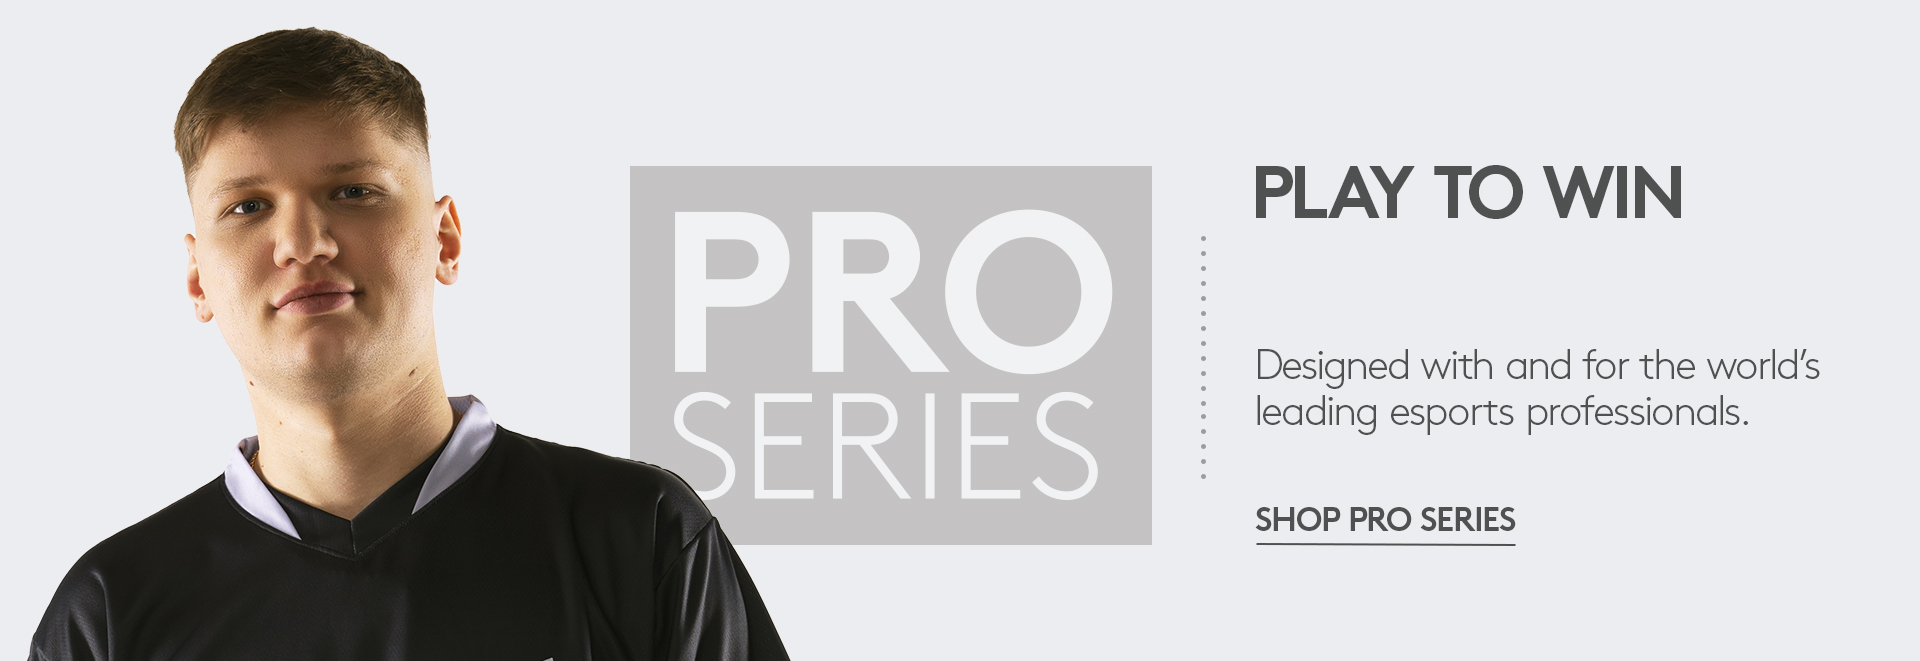 PRO
SERIES
PLAY TO WIN
Designed with and for the world's
leading esports professionals.
SHOP PRO SERIES